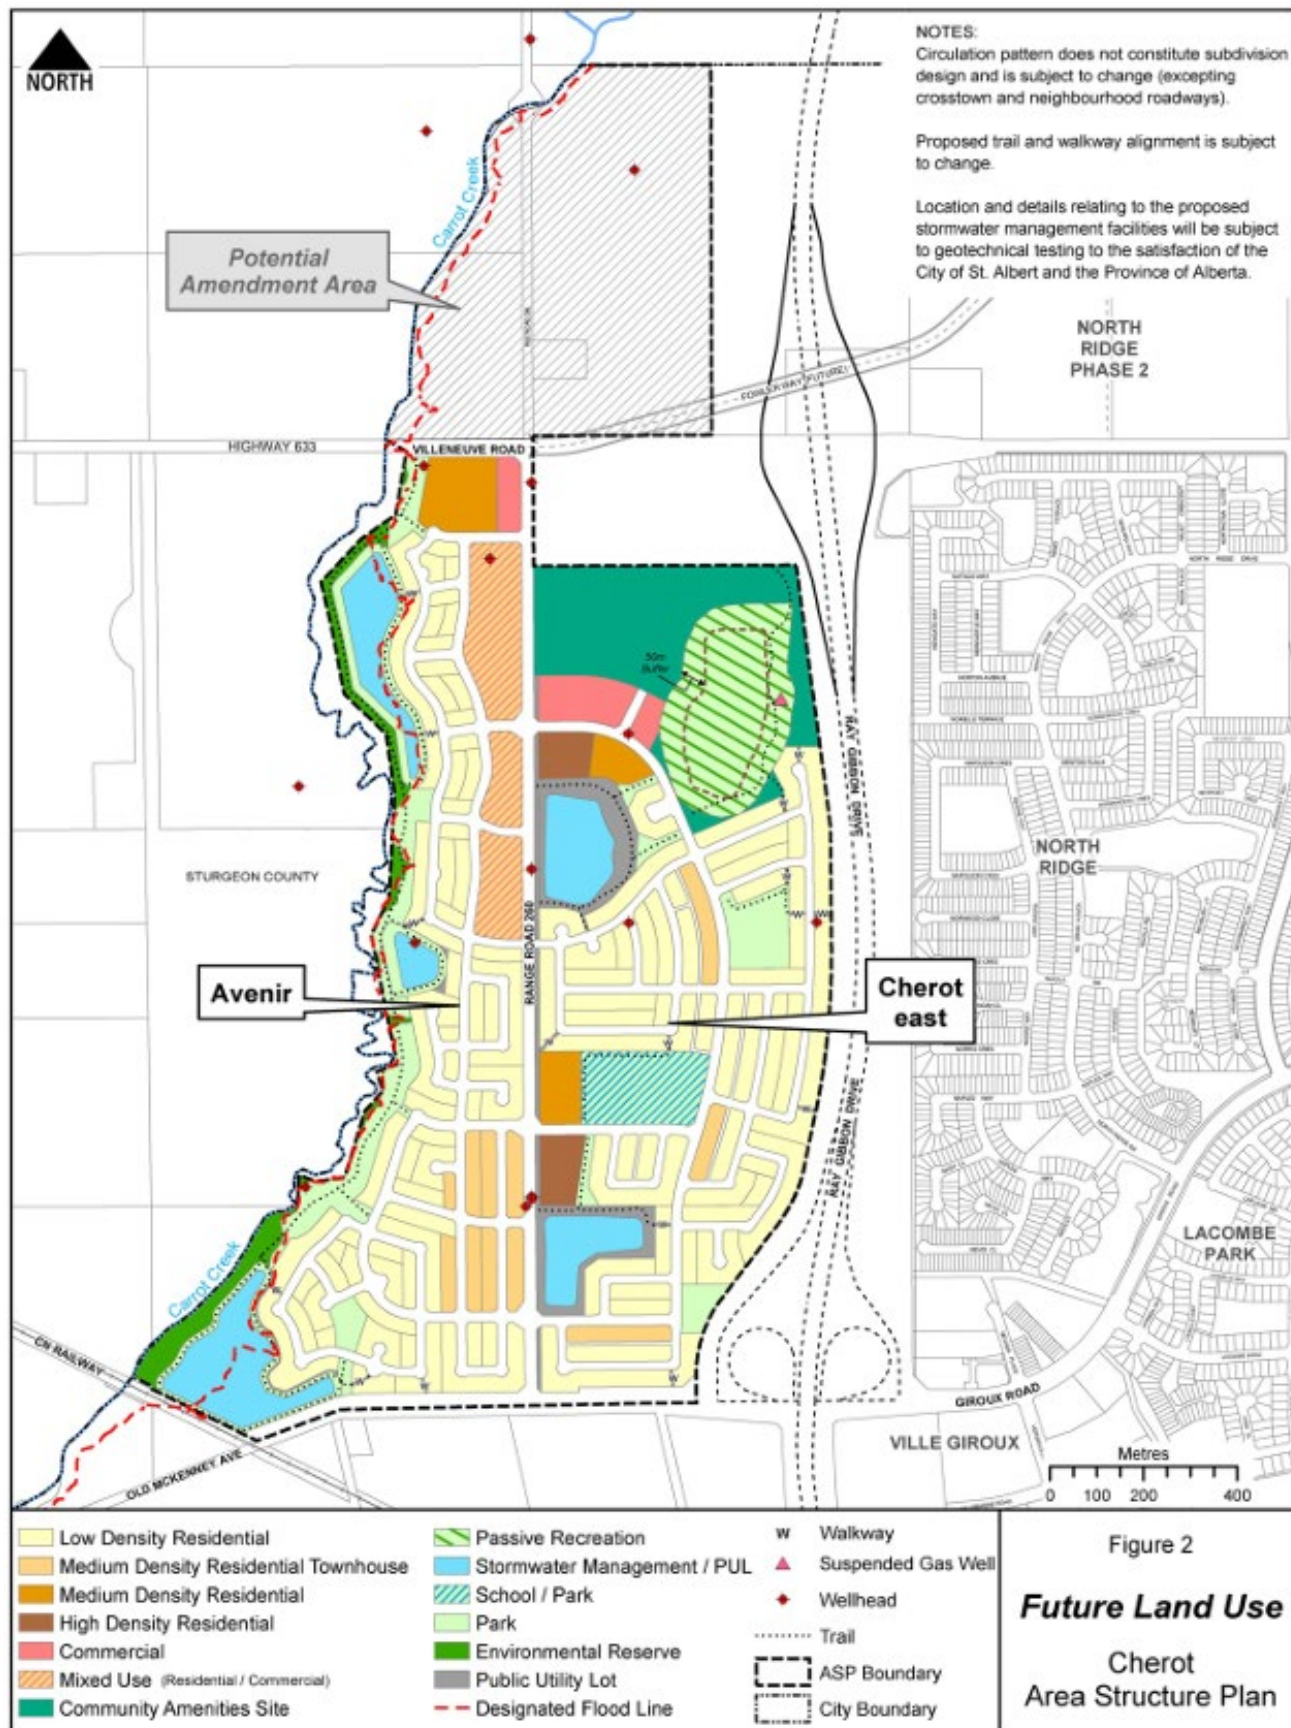 NORTH
NOTES:
Circulation pattern does not constitute subdivision
design and is subject to change (excepting
crosstown and neighbourhood roadways).
Proposed trail and walkway alignment is subject
to change.
Location and details relating to the proposed
stormwater management facilities will be subject
to geotechnical testing to the satisfaction of the
City of St. Albert and the Province of Alberta.
Carrot Creek
Potential
Amendment Area
NORTH
RIDGE
PHASE 2
FOWLER WAY (FUTURE)
HIGHWAY 633
VILLENEUVE ROAD
NORTH RIDGE DRIVE
50m
Buffer
RAY GIBBON DRIVE
NORTH
RIDGE
STURGEON COUNTY
RANGE ROAD 260
Avenir
Cherot
east
RAY GIBBON DRIVE
LACOMBE
PARK
Carrot Creek
CN RAILWAY
GIROUX ROAD
VILLE GIROUX
OLD MCKENNEY AVE
Metres
0 100 200 400
Low Density Residential
Medium Density Residential Townhouse
Medium Density Residential
High Density Residential
Commercial
Mixed Use (Residential / Commercial)
Community Amenities Site
Passive Recreation
Stormwater Management / PUL
School / Park
Park
Environmental Reserve
Public Utility Lot
Designated Flood Line
W Walkway
Suspended Gas Well
Wellhead
Trail
ASP Boundary
City Boundary
Figure 2
Future Land Use
Cherot
Area Structure Plan